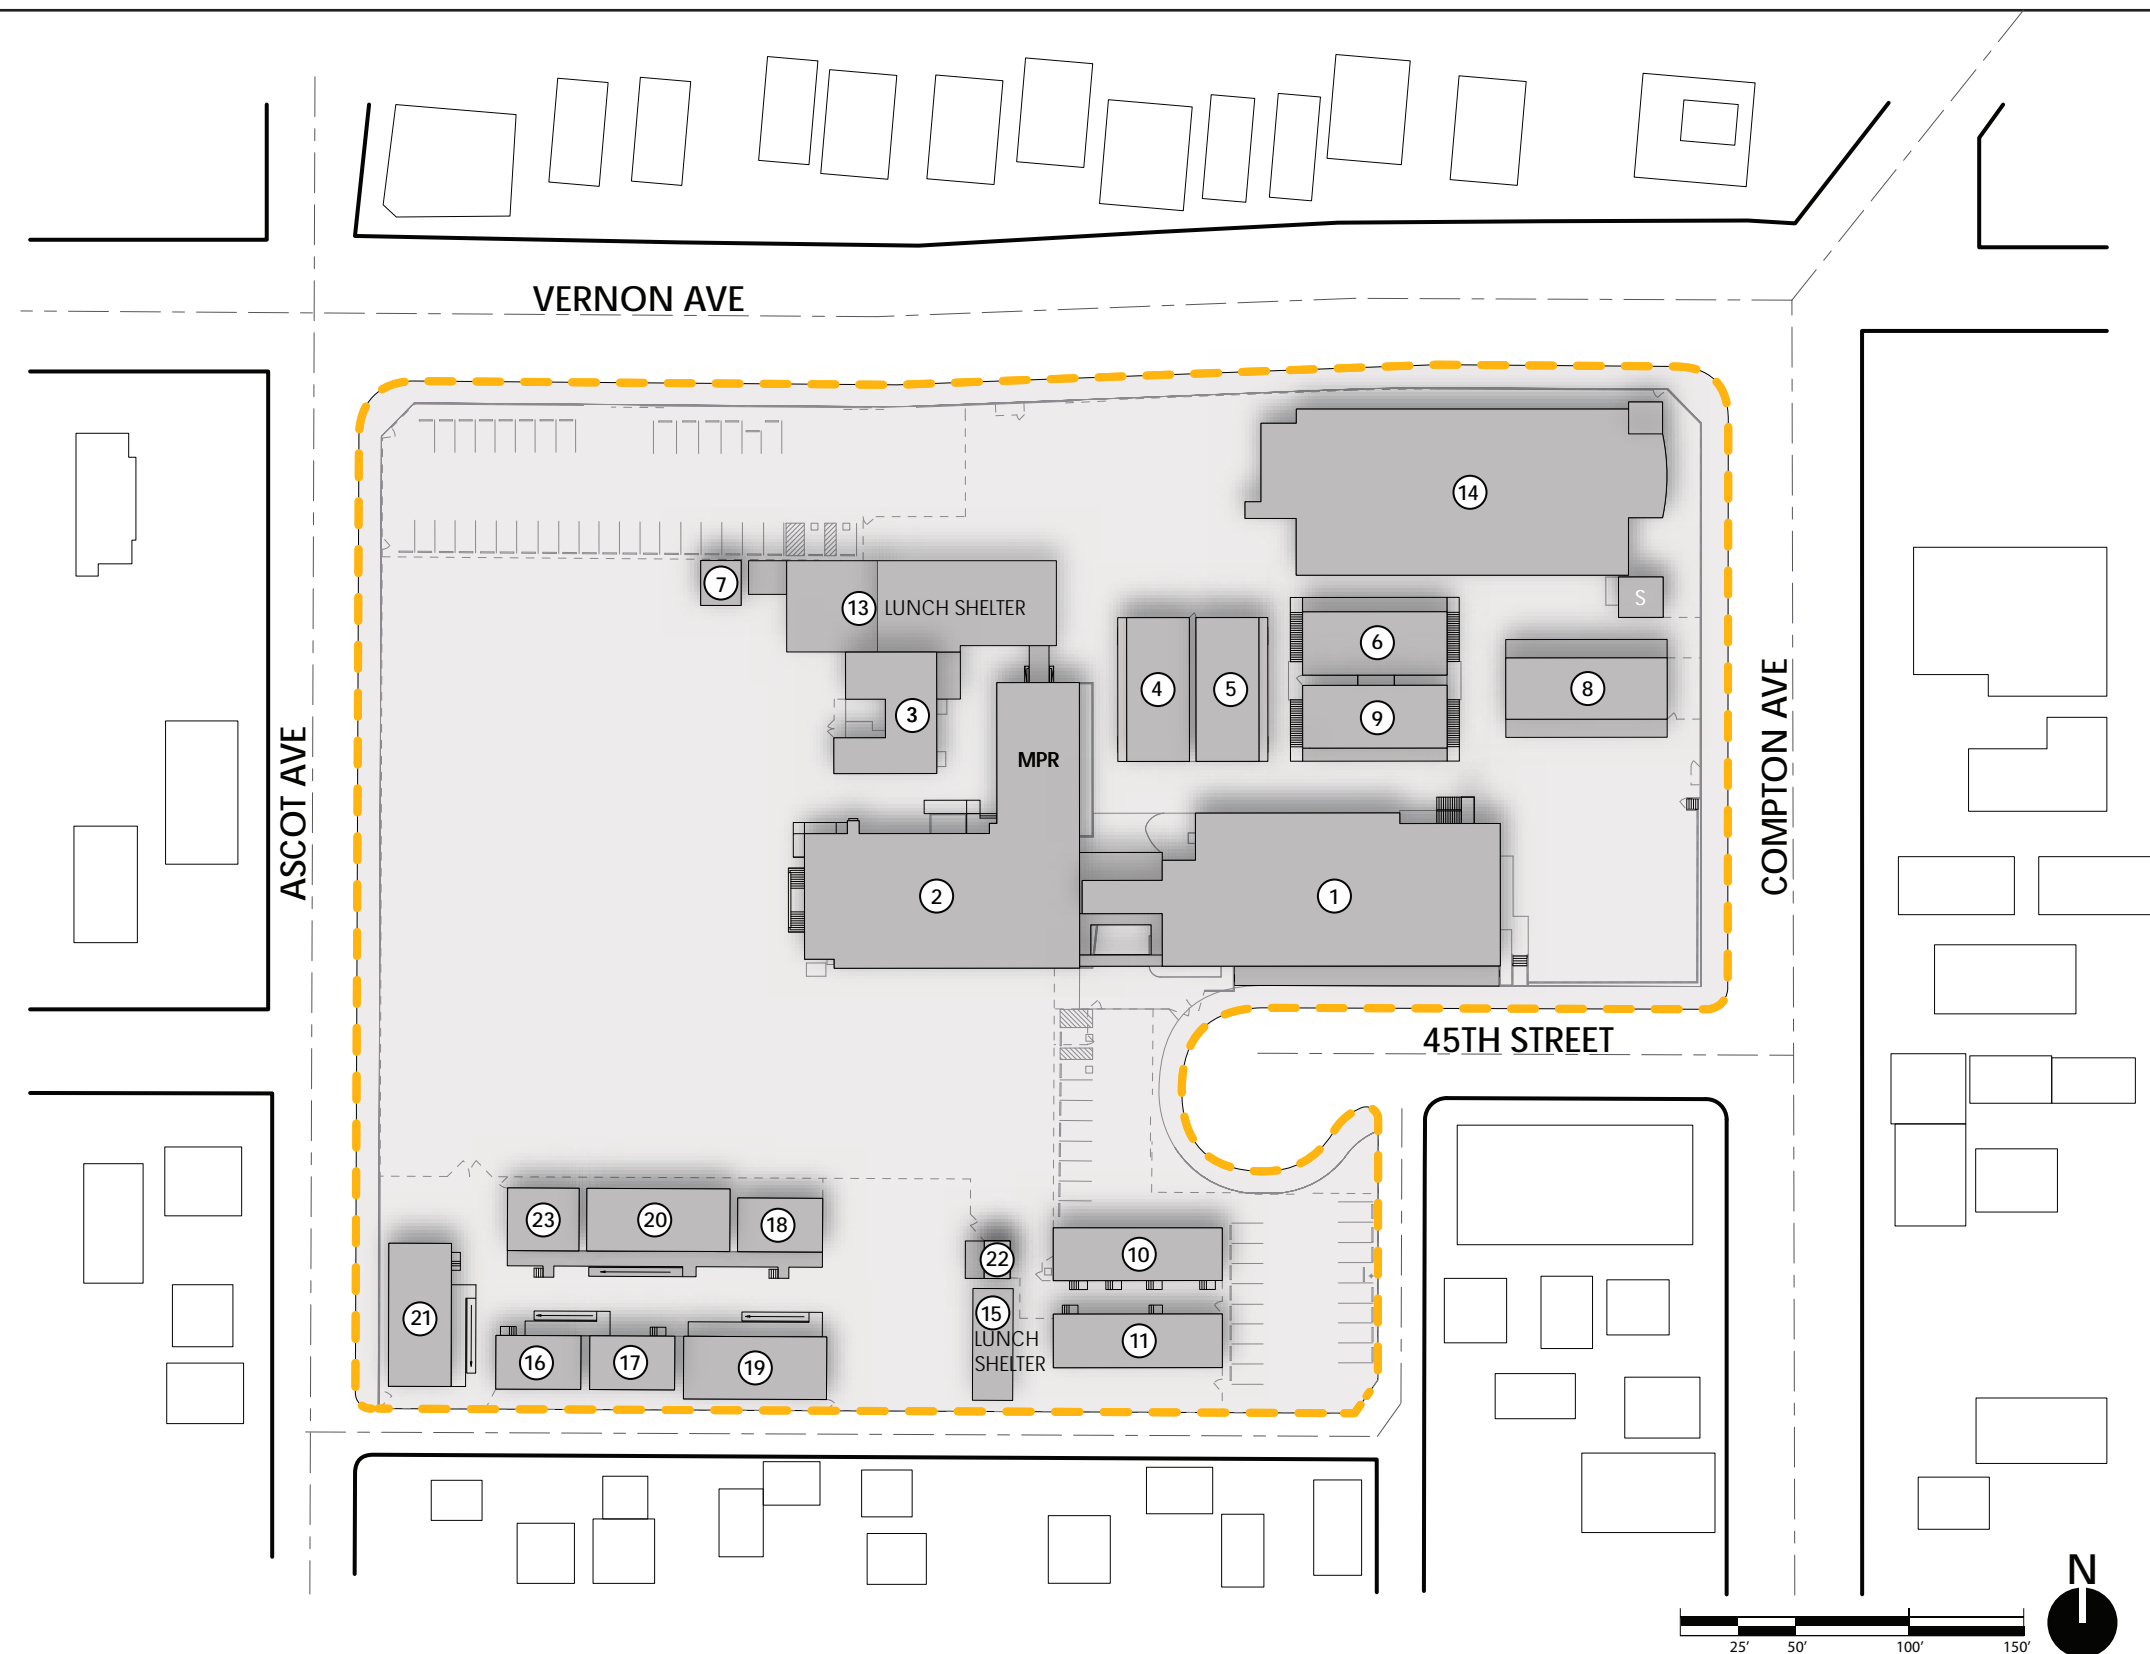 VERNON AVE
14
7
13 LUNCH SHELTER
S
6
4
5
8
3
9
MPR
ASCOT AVE
COMPTON AVE
2
1
45TH STREET
23
20
18
22
10
21
15
LUNCH
SHELTER
11
16
17
19
N
25' 50' 100' 150'